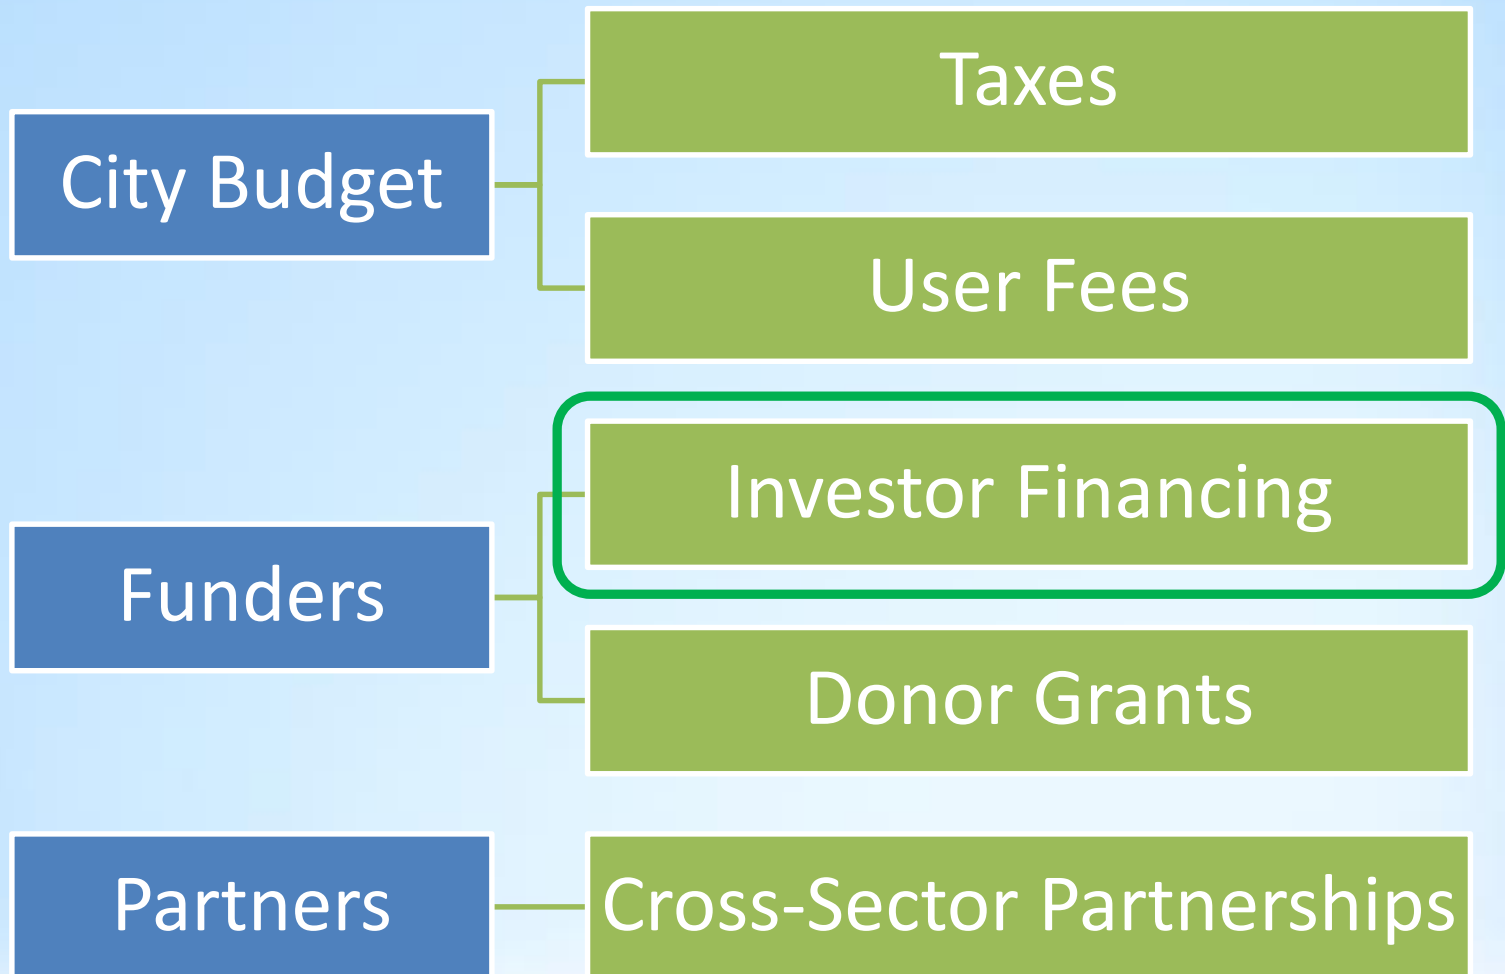 City Budget
Taxes
User Fees
Funders
Investor Financing
Donor Grants
Partners
Cross-Sector Partnerships